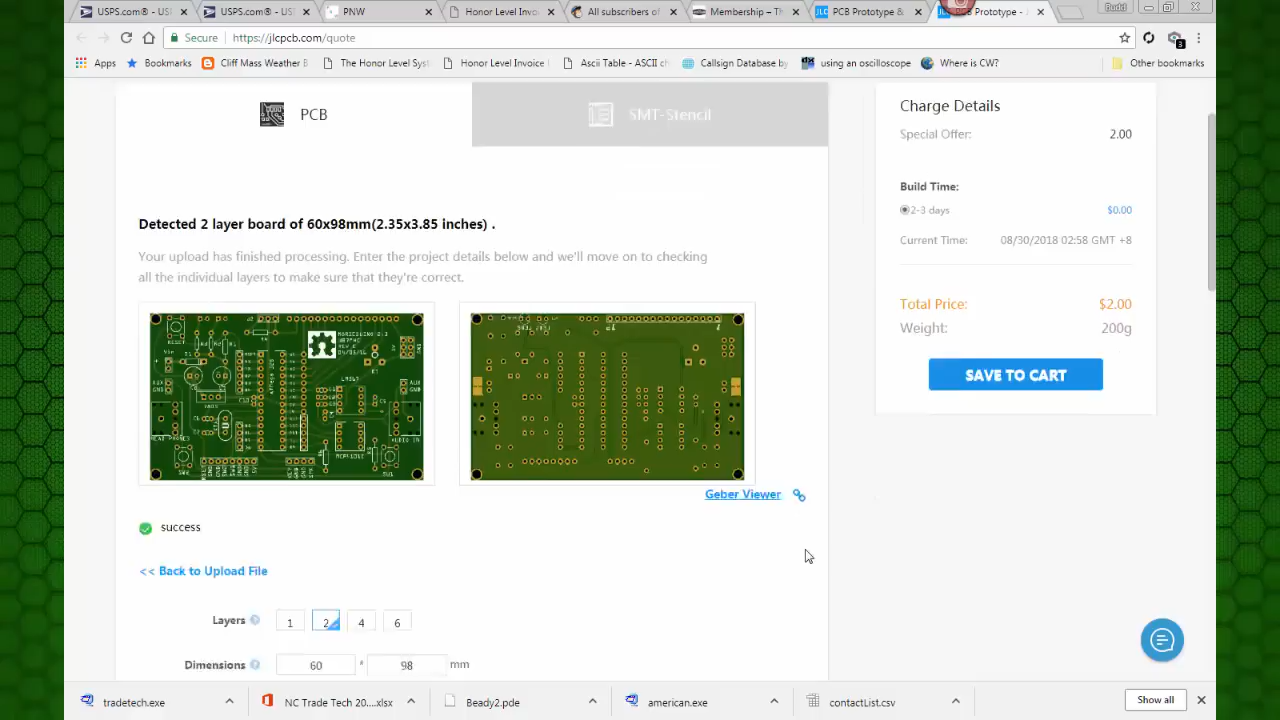 USPS.com® - USI
USPS.com® - USI
PNW
Honor Level Invo
All subscribers of
Membership – Th
PCB Prototype &
PCB Prototype -
Budd
Secure
https://jlcpcb.com/quote
3
Apps
Bookmarks
Cliff Mass Weather B
The Honor Level Syst
Honor Level Invoice
Ascii Table - ASCII ch
Callsign Database by
using an oscilloscope
Where is CW?
Other bookmarks
PCB
SMT-Stencil
Detected 2 layer board of 60x98mm(2.35x3.85 inches) .
Your upload has finished processing. Enter the project details below and we'll move on to checking
all the individual layers to make sure that they're correct.
Geber Viewer
success
<< Back to Upload File
Layers ?
1
2
4
6
Dimensions ?
60
*
98
mm
Charge Details
Special Offer:
2.00
Build Time:
2-3 days
$0.00
Current Time:
08/30/2018 02:58 GMT +8
Total Price:
$2.00
Weight:
200g
SAVE TO CART
tradetech.exe
NC Trade Tech 20....xlsx
Beady2.pde
american.exe
contactList.csv
Show all